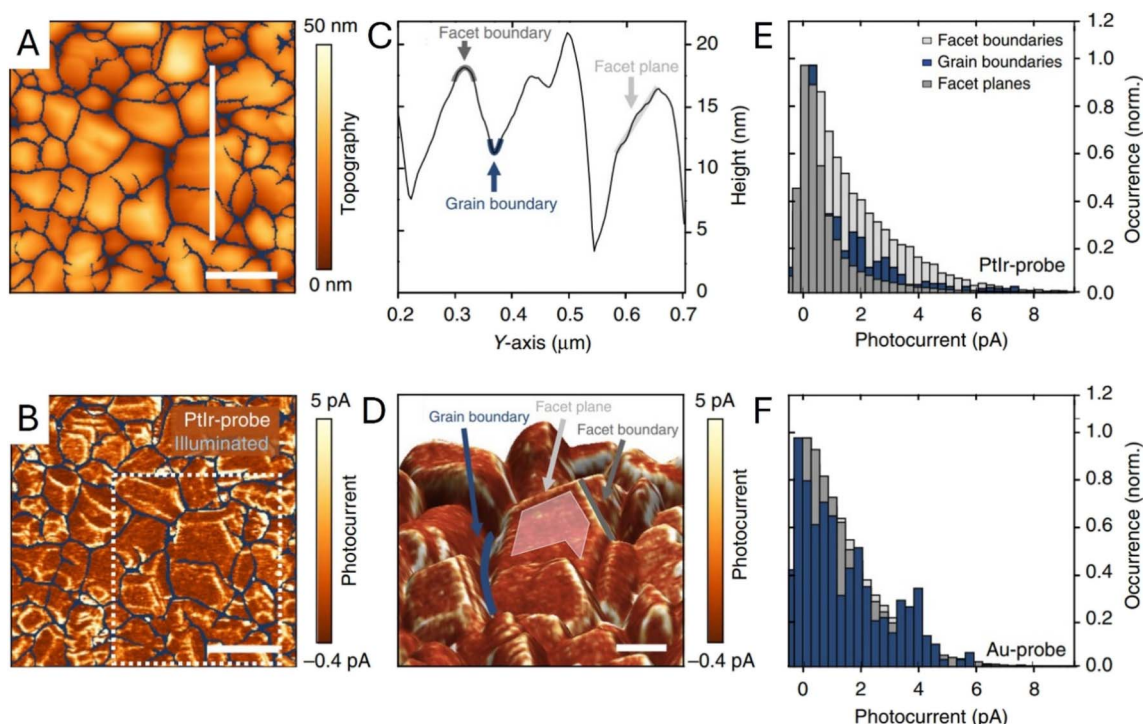 A
50 nm
Topography
0 nm
C
Facet boundary
Facet plane
Grain boundary
20
15
10
5
0
Height (nm)
0.2 0.3 0.4 0.5 0.6 0.7
Y-axis (μm)
E
Facet boundaries
Grain boundaries
Facet planes
PtIr-probe
1.2
1.0
0.8
0.6
0.4
0.2
0.0
Occurrence (norm.)
0 2 4 6 8
Photocurrent (pA)
B
PtIr-probe
Illuminated
5 pA
Photocurrent
–0.4 pA
D
Grain boundary
Facet plane
Facet boundary
5 pA
Photocurrent
–0.4 pA
F
Au-probe
1.2
1.0
0.8
0.6
0.4
0.2
0.0
Occurrence (norm.)
0 2 4 6 8
Photocurrent (pA)